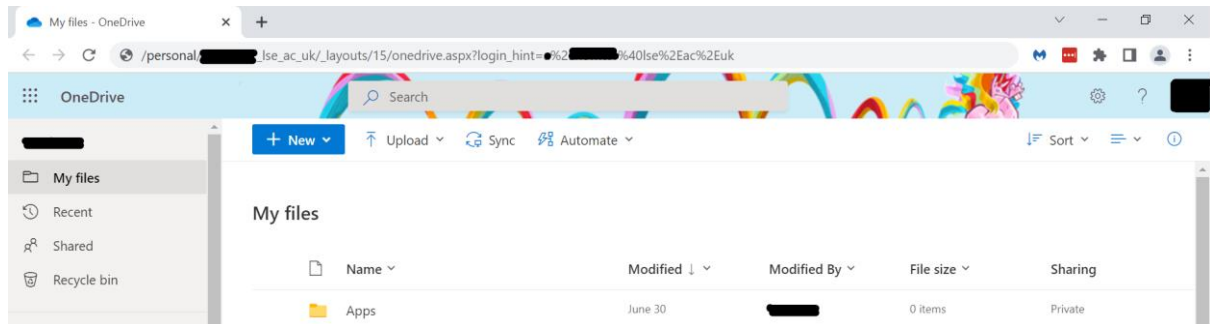 My files - OneDrive
/personal/ _lse_ac_uk/_layouts/15/onedrive.aspx?login_hint= %2 %40lse%2Eac%2Euk
OneDrive
Search
New
Upload
Sync
Automate
Sort
My files
Recent
Shared
Recycle bin
My files
Name
Modified
Modified By
File size
Sharing
Apps
June 30
0 items
Private